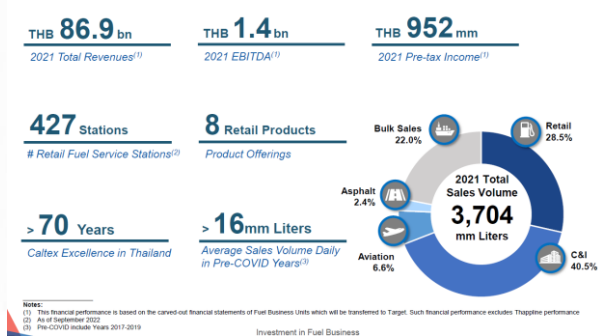 THB 86.9 bn
2021 Total Revenues(1)
THB 1.4 bn
2021 EBITDA(1)
THB 952 mm
2021 Pre-tax Income(1)
427 Stations
# Retail Fuel Service Stations(2)
8 Retail Products
Product Offerings
> 70 Years
Caltex Excellence in Thailand
> 16mm Liters
Average Sales Volume Daily
in Pre-COVID Years(3)
Bulk Sales
22.0%
Retail
28.5%
Asphalt
2.4%
Aviation
6.6%
C&I
40.5%
2021 Total
Sales Volume
3,704
mm Liters
Notes:
(1) This financial performance is based on the carved-out financial statements of Fuel Business Units which will be transferred to Target. Such financial performance excludes Thappline performance
(2) As of September 2022
(3) Pre-COVID include Years 2017-2019
Investment in Fuel Business